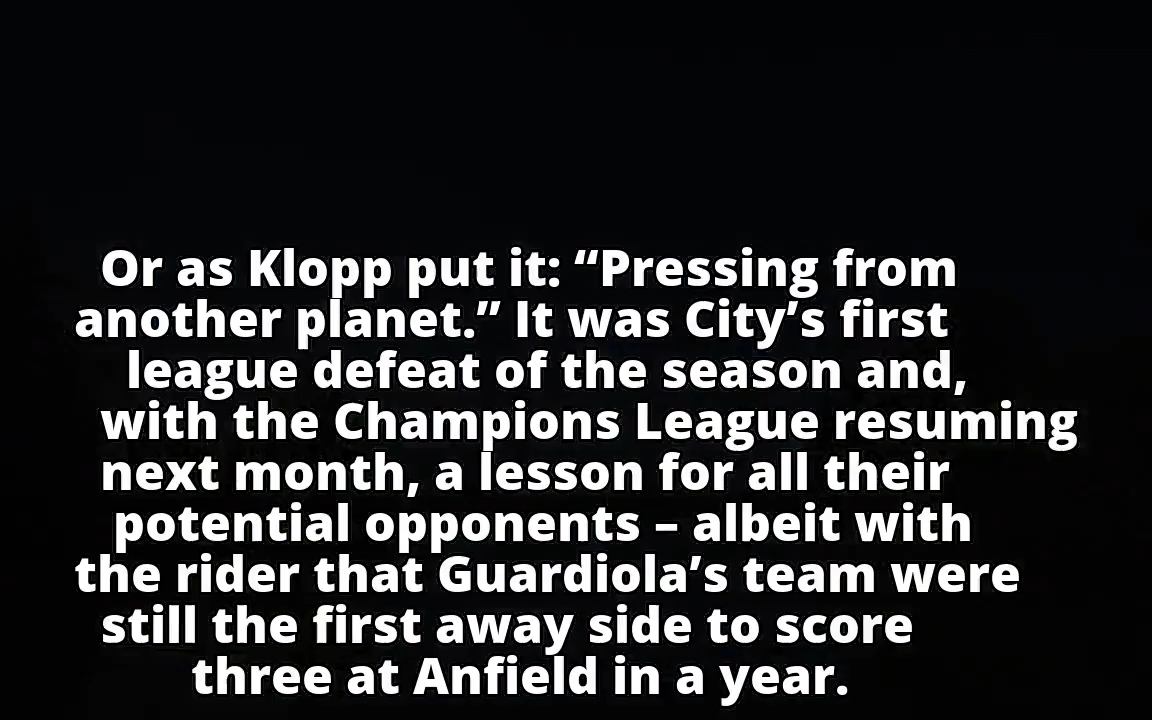 Or as Klopp put it: “Pressing from
another planet.” It was City’s first
league defeat of the season and,
with the Champions League resuming
next month, a lesson for all their
potential opponents – albeit with
the rider that Guardiola’s team were
still the first away side to score
three at Anfield in a year.